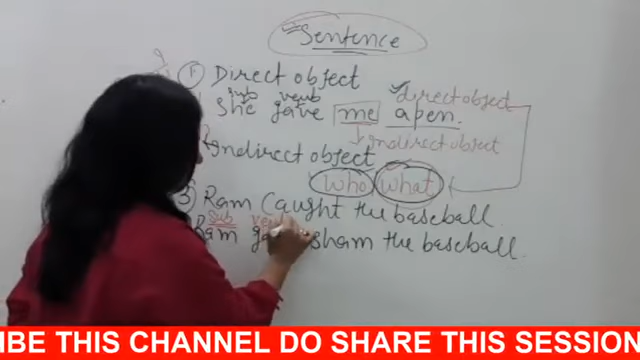 Sentence
① Direct object
sub verb direct object
She gave me a pen.
Indirect object
Indirect object
who what
3) Ram Caught the baseball.
sub verb
Ram sham the baseball.
IBE THIS CHANNEL DO SHARE THIS SESSION